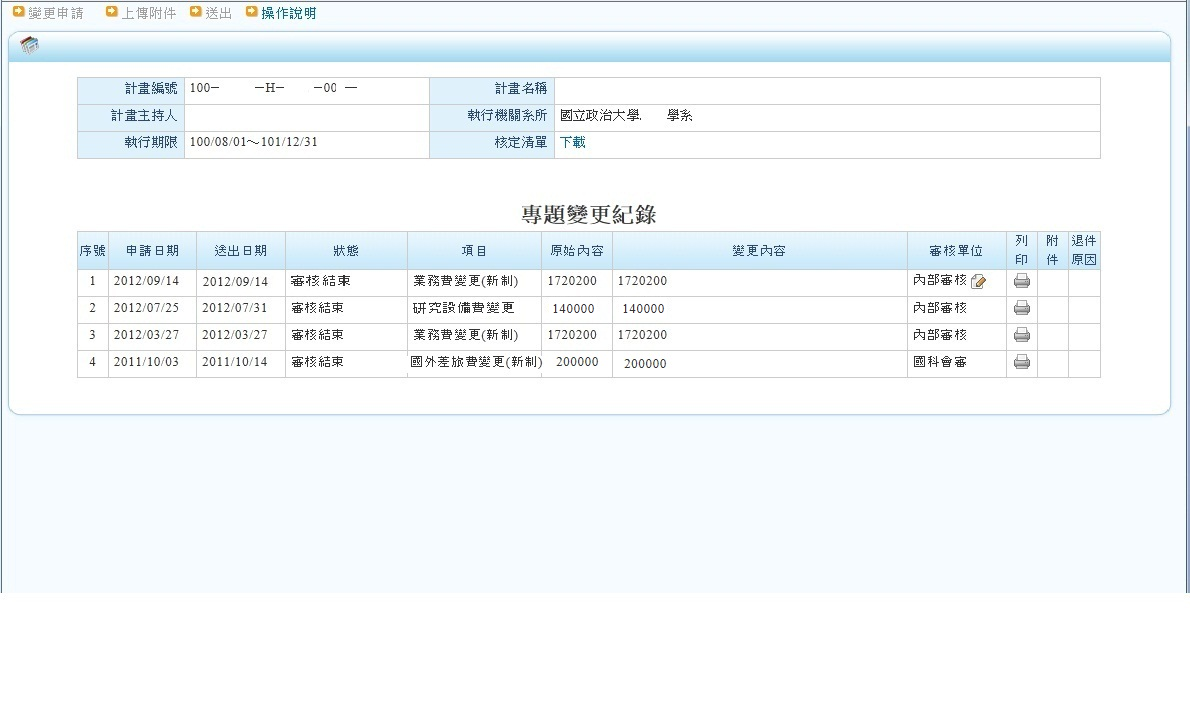 變更申請 上傳附件 送出 操作說明
計畫編號 100— —H— —00 — 計畫名稱
計畫主持人 執行機關系所 國立政治大學 學系
執行期限 100/08/01～101/12/31 核定清單 下載
專題變更紀錄
序號 申請日期 送出日期 狀態 項目 原始內容 變更內容 審核單位 列印 附件 退件原因
1 2012/09/14 2012/09/14 審核結束 業務費變更(新制) 1720200 1720200 內部審核
2 2012/07/25 2012/07/31 審核結束 研究設備費變更 140000 140000 內部審核
3 2012/03/27 2012/03/27 審核結束 業務費變更(新制) 1720200 1720200 內部審核
4 2011/10/03 2011/10/14 審核結束 國外差旅費變更(新制) 200000 200000 國科會審